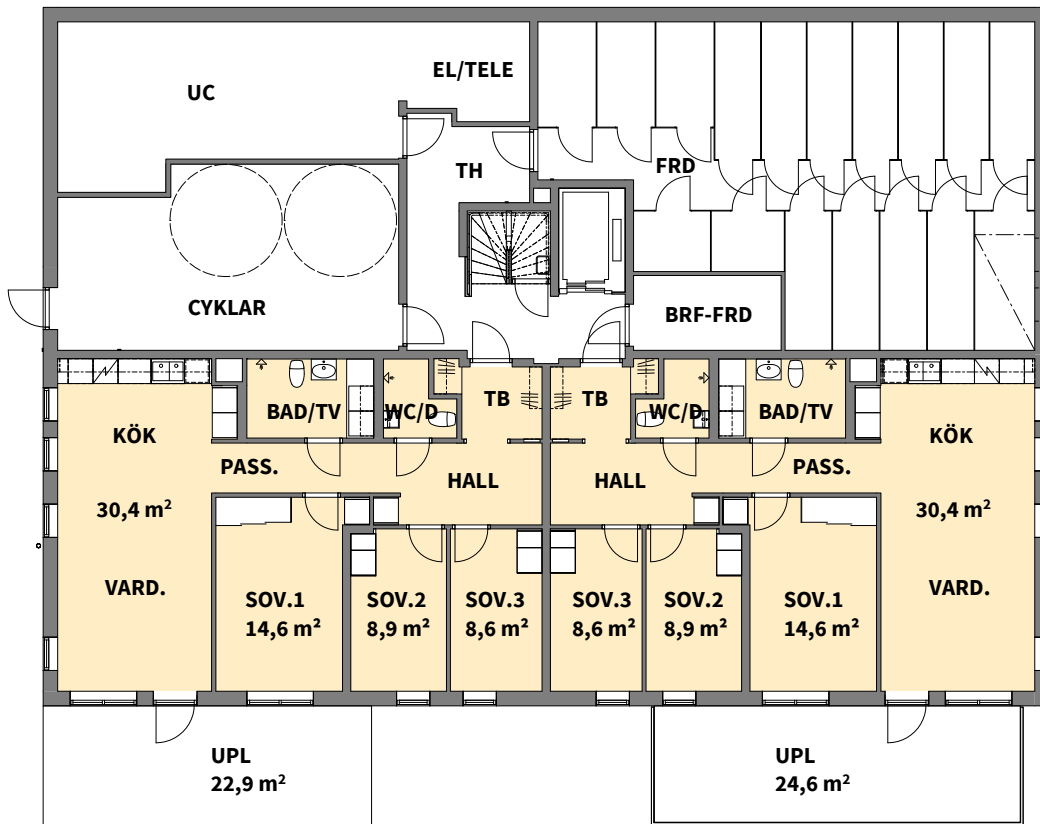 EL/TELE
UC
TH
FRD
CYKLAR
BRF-FRD
BAD/TV
WC/D
TB
TB
WC/D
BAD/TV
KÖK
PASS.
HALL
HALL
PASS.
KÖK
30,4 m²
30,4 m²
VARD.
VARD.
SOV.1
14,6 m²
SOV.2
8,9 m²
SOV.3
8,6 m²
SOV.3
8,6 m²
SOV.2
8,9 m²
SOV.1
14,6 m²
UPL
22,9 m²
UPL
24,6 m²